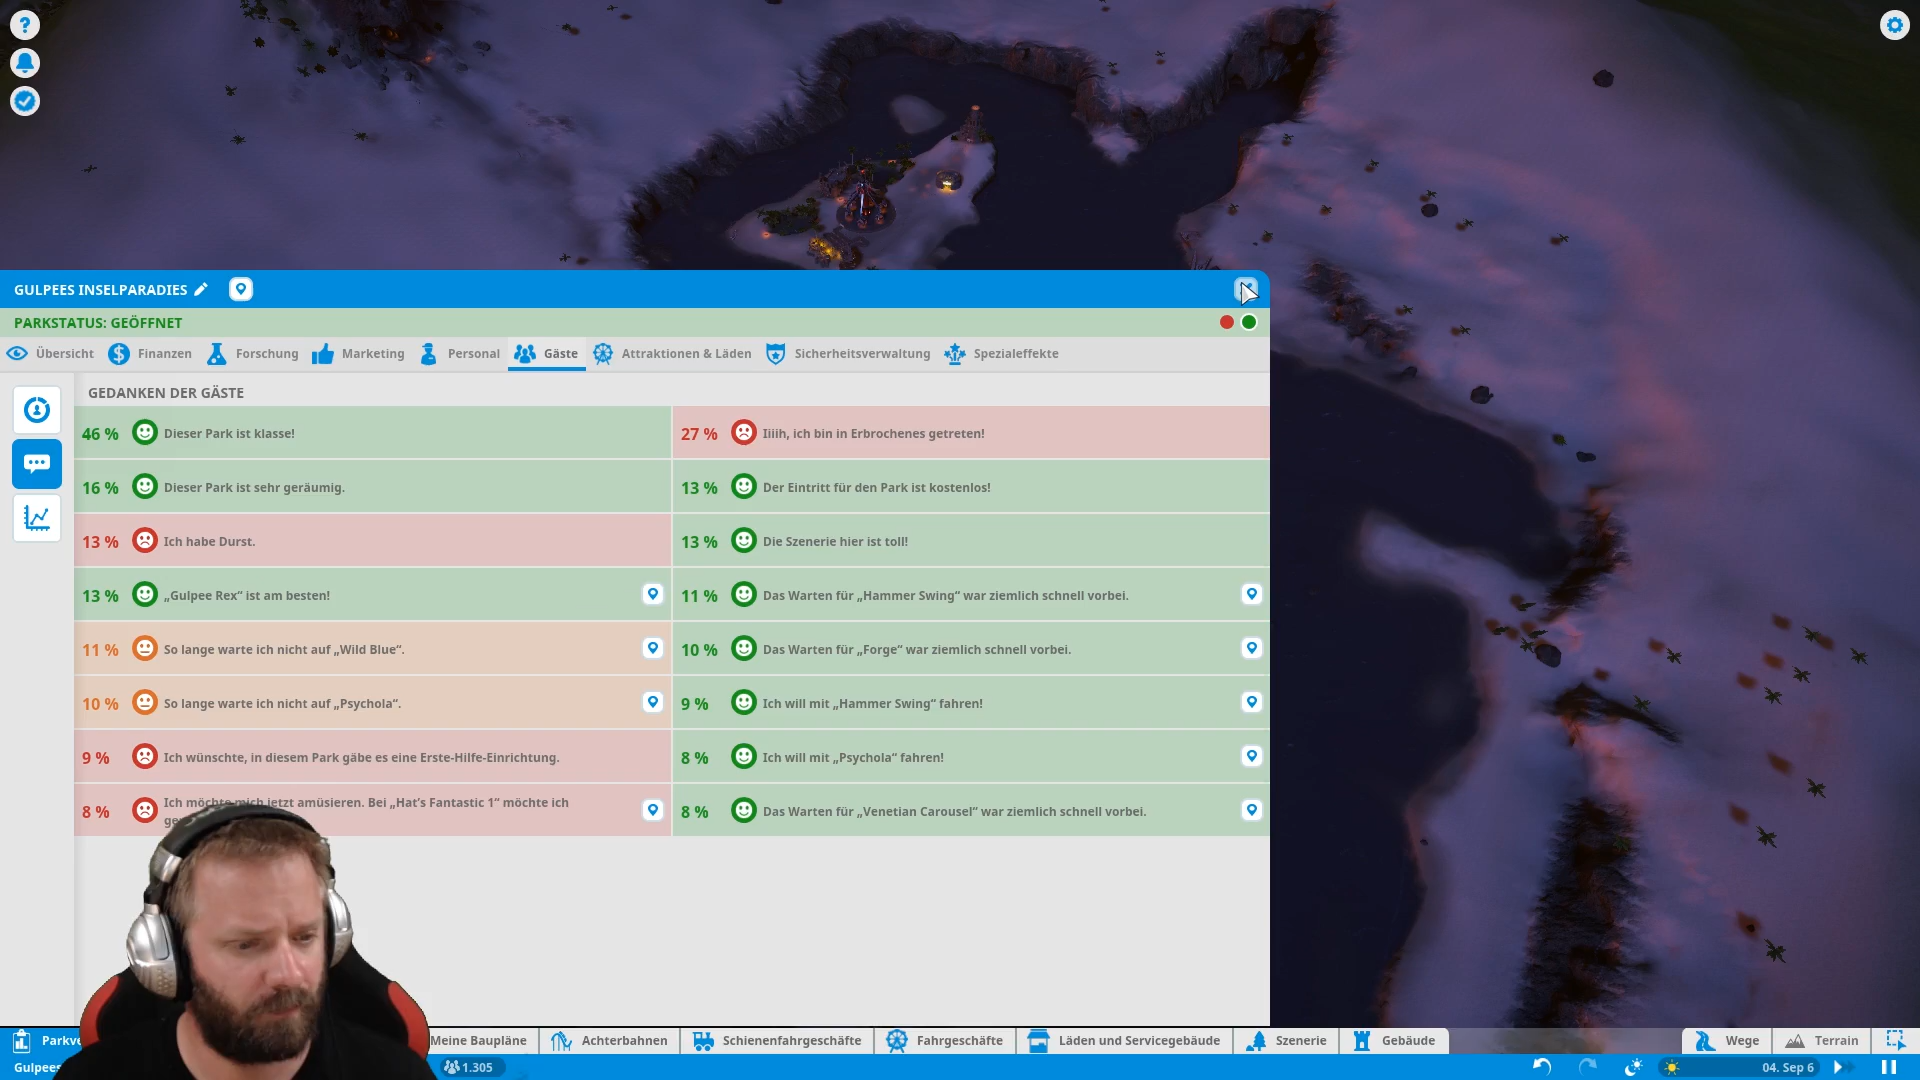 GULPEES INSELPARADIES
PARKSTATUS: GEÖFFNET
Übersicht Finanzen Forschung Marketing Personal Gäste Attraktionen & Läden Sicherheitsverwaltung Spezialeffekte
GEDANKEN DER GÄSTE
46 % Dieser Park ist klasse!
27 % Iiiih, ich bin in Erbrochenes getreten!
16 % Dieser Park ist sehr geräumig.
13 % Der Eintritt für den Park ist kostenlos!
13 % Ich habe Durst.
13 % Die Szenerie hier ist toll!
13 % „Gulpee Rex“ ist am besten!
11 % Das Warten für „Hammer Swing“ war ziemlich schnell vorbei.
11 % So lange warte ich nicht auf „Wild Blue“.
10 % Das Warten für „Forge“ war ziemlich schnell vorbei.
10 % So lange warte ich nicht auf „Psychola“.
9 % Ich will mit „Hammer Swing“ fahren!
9 % Ich wünschte, in diesem Park gäbe es eine Erste-Hilfe-Einrichtung.
8 % Ich will mit „Psychola“ fahren!
8 % Ich möchte mich jetzt amüsieren. Bei „Hat's Fantastic 1“ möchte ich
8 % Das Warten für „Venetian Carousel“ war ziemlich schnell vorbei.
Meine Baupläne Achterbahnen Schienenfahrgeschäfte Fahrgeschäfte Läden und Servicegebäude Szenerie Gebäude Wege Terrain
Gulpees 1.305 04. Sep 6